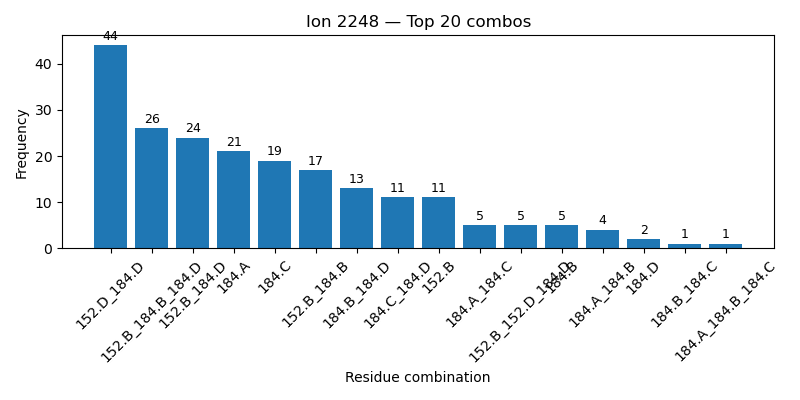 Ion 2248 — Top 20 combos
Frequency
40
30
20
10
0
44
26
24
21
19
17
13
11
11
5
5
5
4
2
1
1
152.D_184.D
152.B_184.B_184.D
152.B_184.D
184.A
184.C
152.B_184.B
184.B_184.D
184.C_184.D
152.B
184.A_184.C
152.B_152.D_184.D
184.B
184.A_184.B
184.D
184.B_184.C
184.A_184.B_184.C
Residue combination